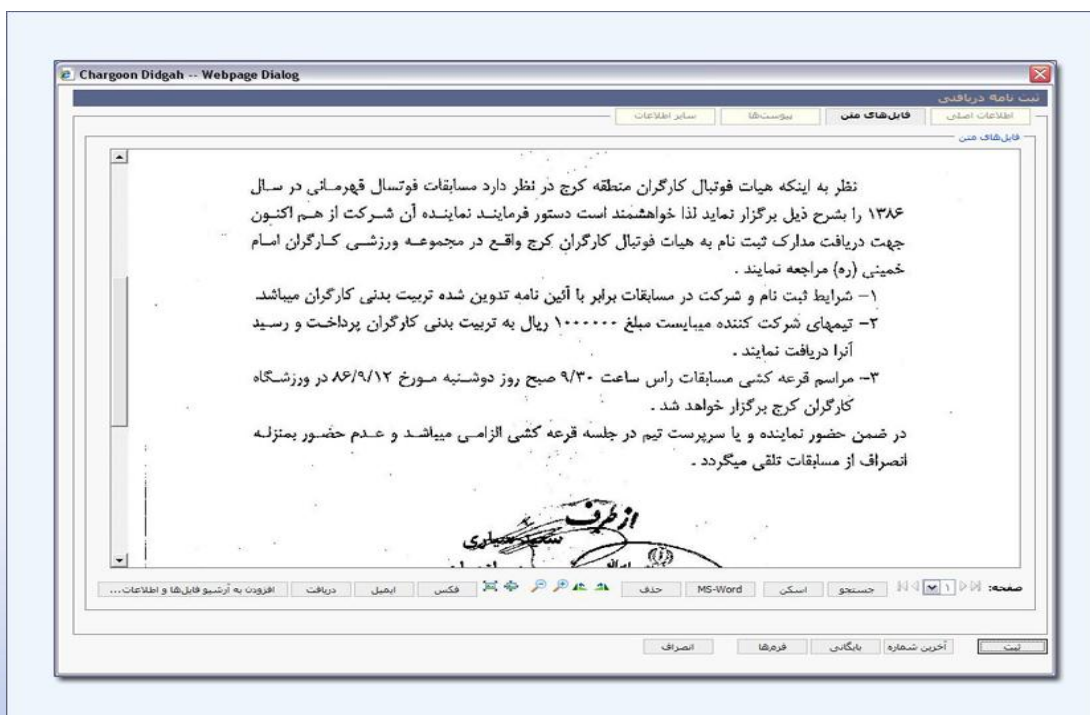 Chargoon Didgah -- Webpage Dialog
ثبت نامه دریافتی
اطلاعات اصلی فایل‌های متن پیوست‌ها سایر اطلاعات
فایل‌های متن
نظر به اینکه هیات فوتبال کارگران منطقه کرج در نظر دارد مسابقات فوتسال قهرمانی در سال
۱۳۸۶ را بشرح ذیل برگزار نماید لذا خواهشمند است دستور فرمایند نماینده آن شرکت از هم اکنون
جهت دریافت مدارک ثبت نام به هیات فوتبال کارگران کرج واقع در مجموعه ورزشی کارگران امام
خمینی (ره) مراجعه نمایند .
۱- شرایط ثبت نام و شرکت در مسابقات برابر با آئین نامه تدوین شده تربیت بدنی کارگران میباشد.
۲- تیمهای شرکت کننده میبایست مبلغ ۱۰۰۰۰۰۰ ریال به تربیت بدنی کارگران پرداخت و رسید
آنرا دریافت نمایند .
۳- مراسم قرعه کشی مسابقات راس ساعت ۹/۳۰ صبح روز دوشنبه مورخ ۸۶/۹/۱۲ در ورزشگاه
کارگران کرج برگزار خواهد شد .
در ضمن حضور نماینده و یا سرپرست تیم در جلسه قرعه کشی الزامی میباشد و عدم حضور بمنزله
انصراف از مسابقات تلقی میگردد .
از طرف
صفحه: ۱ جستجو اسکن MS-Word حذف فکس ایمیل دریافت افزودن به آرشیو فایل‌ها و اطلاعات...
ثبت آخرین شماره بایگانی فرم‌ها انصراف